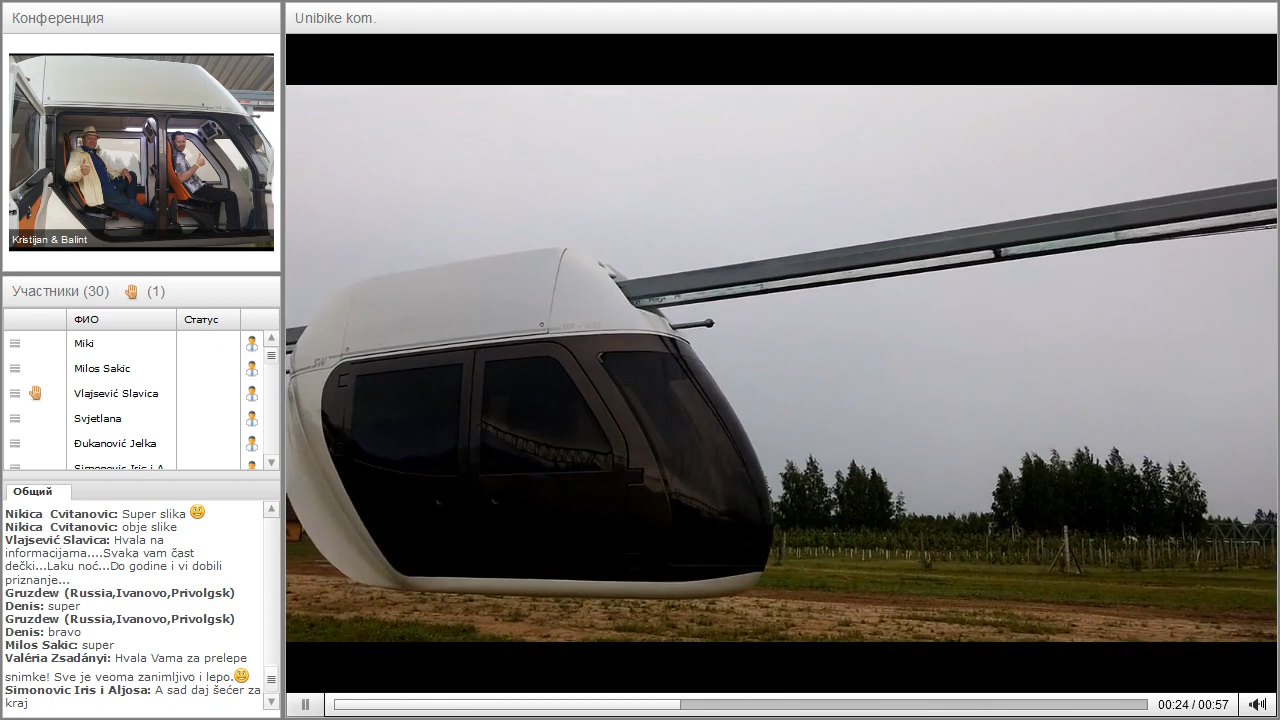 Конференция
Kristijan & Balint
Участники (30) (1)
ФИО Статус
Miki
Milos Sakic
Vlajsević Slavica
Svjetlana
Đukanović Jelka
Simonovic Iris i A
Общий
Nikica Cvitanovic: Super slika
Nikica Cvitanovic: obje slike
Vlajsević Slavica: Hvala na
informacijama....Svaka vam čast
dečki...Laku noć...Do godine i vi dobili
priznanje...
Gruzdew (Russia,Ivanovo,Privolgsk)
Denis: super
Gruzdew (Russia,Ivanovo,Privolgsk)
Denis: bravo
Milos Sakic: super
Valéria Zsadányi: Hvala Vama za prelepe
snimke! Sve je veoma zanimljivo i lepo.
Simonovic Iris i Aljosa: A sad daj šećer za
kraj
Unibike kom.
00:24 / 00:57